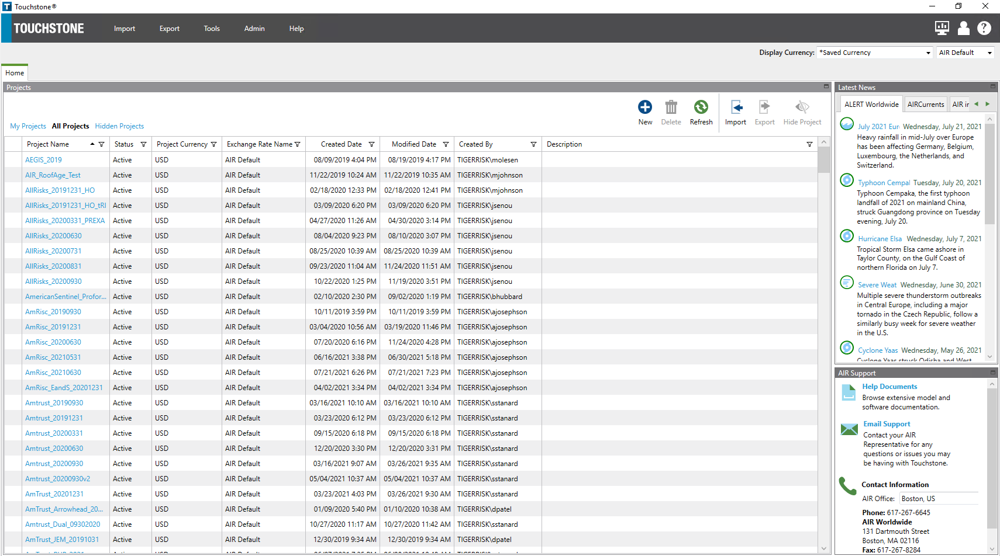 Touchstone®
TOUCHSTONE Import Export Tools Admin Help
Display Currency: *Saved Currency AIR Default
Home
Projects
New Delete Refresh Import Export Hide Project
My Projects All Projects Hidden Projects
Project Name Status Project Currency Exchange Rate Name Created Date Modified Date Created By Description
AEGIS_2019 Active USD AIR Default 08/09/2019 4:04 PM 08/19/2019 4:17 PM TIGERRISK\molesen
AIR_RoofAge_Test Active USD AIR Default 11/22/2019 10:24 AM 11/22/2019 10:35 AM TIGERRISK\mjohnson
AllRisks_20191231_HO Active USD AIR Default 02/18/2020 12:33 PM 02/18/2020 12:41 PM TIGERRISK\mjohnson
AllRisks_20191231_HO_tRI Active USD AIR Default 03/09/2020 6:20 PM 03/09/2020 6:20 PM TIGERRISK\jsenou
AllRisks_20200331_PREXA Active USD AIR Default 04/27/2020 11:26 AM 04/30/2020 3:14 PM TIGERRISK\jsenou
AllRisks_20200630 Active USD AIR Default 08/04/2020 9:23 PM 08/10/2020 3:07 PM TIGERRISK\jsenou
AllRisks_20200731 Active USD AIR Default 08/25/2020 10:39 AM 08/25/2020 10:39 AM TIGERRISK\jsenou
AllRisks_20200831 Active USD AIR Default 09/23/2020 11:04 AM 11/24/2020 11:51 AM TIGERRISK\jsenou
AllRisks_20200930 Active USD AIR Default 10/22/2020 1:25 PM 11/19/2020 3:51 PM TIGERRISK\jsenou
AmericanSentinel_Profor... Active USD AIR Default 02/10/2020 2:30 PM 09/02/2020 1:19 PM TIGERRISK\bhubbard
AmRisc_20190930 Active USD AIR Default 10/11/2019 3:59 PM 10/11/2019 3:59 PM TIGERRISK\ajosephson
AmRisc_20191231 Active USD AIR Default 03/04/2020 10:56 AM 03/19/2020 11:46 PM TIGERRISK\ajosephson
AmRisc_20200630 Active USD AIR Default 07/20/2020 6:16 PM 11/24/2020 4:28 PM TIGERRISK\ajosephson
AmRisc_20210531 Active USD AIR Default 06/16/2021 3:38 PM 06/30/2021 5:18 PM TIGERRISK\ajosephson
AmRisc_20210630 Active USD AIR Default 07/21/2021 6:26 PM 07/21/2021 7:23 PM TIGERRISK\ajosephson
AmRisc_EandS_20201231 Active USD AIR Default 04/02/2021 3:34 PM 04/02/2021 3:34 PM TIGERRISK\ajosephson
Amtrust_20190930 Active USD AIR Default 03/16/2021 10:10 AM 03/16/2021 10:10 AM TIGERRISK\sstanard
Amtrust_20191231 Active USD AIR Default 03/23/2020 6:12 PM 03/23/2020 6:12 PM TIGERRISK\sstanard
Amtrust_20200331 Active USD AIR Default 09/15/2020 6:18 PM 09/15/2020 6:18 PM TIGERRISK\sstanard
Amtrust_20200630 Active USD AIR Default 12/20/2020 3:30 PM 12/20/2020 3:31 PM TIGERRISK\sstanard
Amtrust_20200930 Active USD AIR Default 03/16/2021 9:07 AM 03/26/2021 9:35 AM TIGERRISK\sstanard
Amtrust_20200930v2 Active USD AIR Default 05/04/2021 10:37 AM 05/04/2021 10:37 AM TIGERRISK\sstanard
AmTrust_20201231 Active USD AIR Default 03/23/2021 4:03 PM 03/26/2021 9:30 AM TIGERRISK\sstanard
AmTrust_Arrowhead_20... Active USD AIR Default 01/09/2020 5:40 PM 01/10/2020 10:38 AM TIGERRISK\dpatel
Amtrust_Dual_09302020 Active USD AIR Default 10/27/2020 11:17 AM 10/27/2020 11:42 AM TIGERRISK\sstanard
AmTrust_JEM_20191031 Active USD AIR Default 12/30/2019 9:34 AM 12/30/2019 9:34 AM TIGERRISK\dpatel
Latest News
ALERT Worldwide AIRCurrents AIR ir
July 2021 Eur Wednesday, July 21, 2021
Heavy rainfall in mid-July over Europe
has been affecting Germany, Belgium,
Luxembourg, the Netherlands, and
Switzerland.
Typhoon Cempal Tuesday, July 20, 2021
Typhoon Cempaka, the first typhoon
landfall of 2021 on mainland China,
struck Guangdong province on Tuesday
evening, July 20.
Hurricane Elsa Wednesday, July 7, 2021
Tropical Storm Elsa came ashore in
Taylor County, on the Gulf Coast of
northern Florida on July 7.
Severe Weat Wednesday, June 30, 2021
Multiple severe thunderstorm outbreaks
in Central Europe, including a major
tornado in the Czech Republic, follow a
similarly busy week for severe weather
in the U.S.
Cyclone Yaas Wednesday, May 26, 2021
Cyclone Yaas struck Odisha and West
AIR Support
Help Documents
Browse extensive model and
software documentation.
Email Support
Contact your AIR
Representative for any
questions or issues you may
be having with Touchstone.
Contact Information
AIR Office: Boston, US
Phone: 617-267-6645
AIR Worldwide
131 Dartmouth Street
Boston, MA 02116
Fax: 617-267-8284